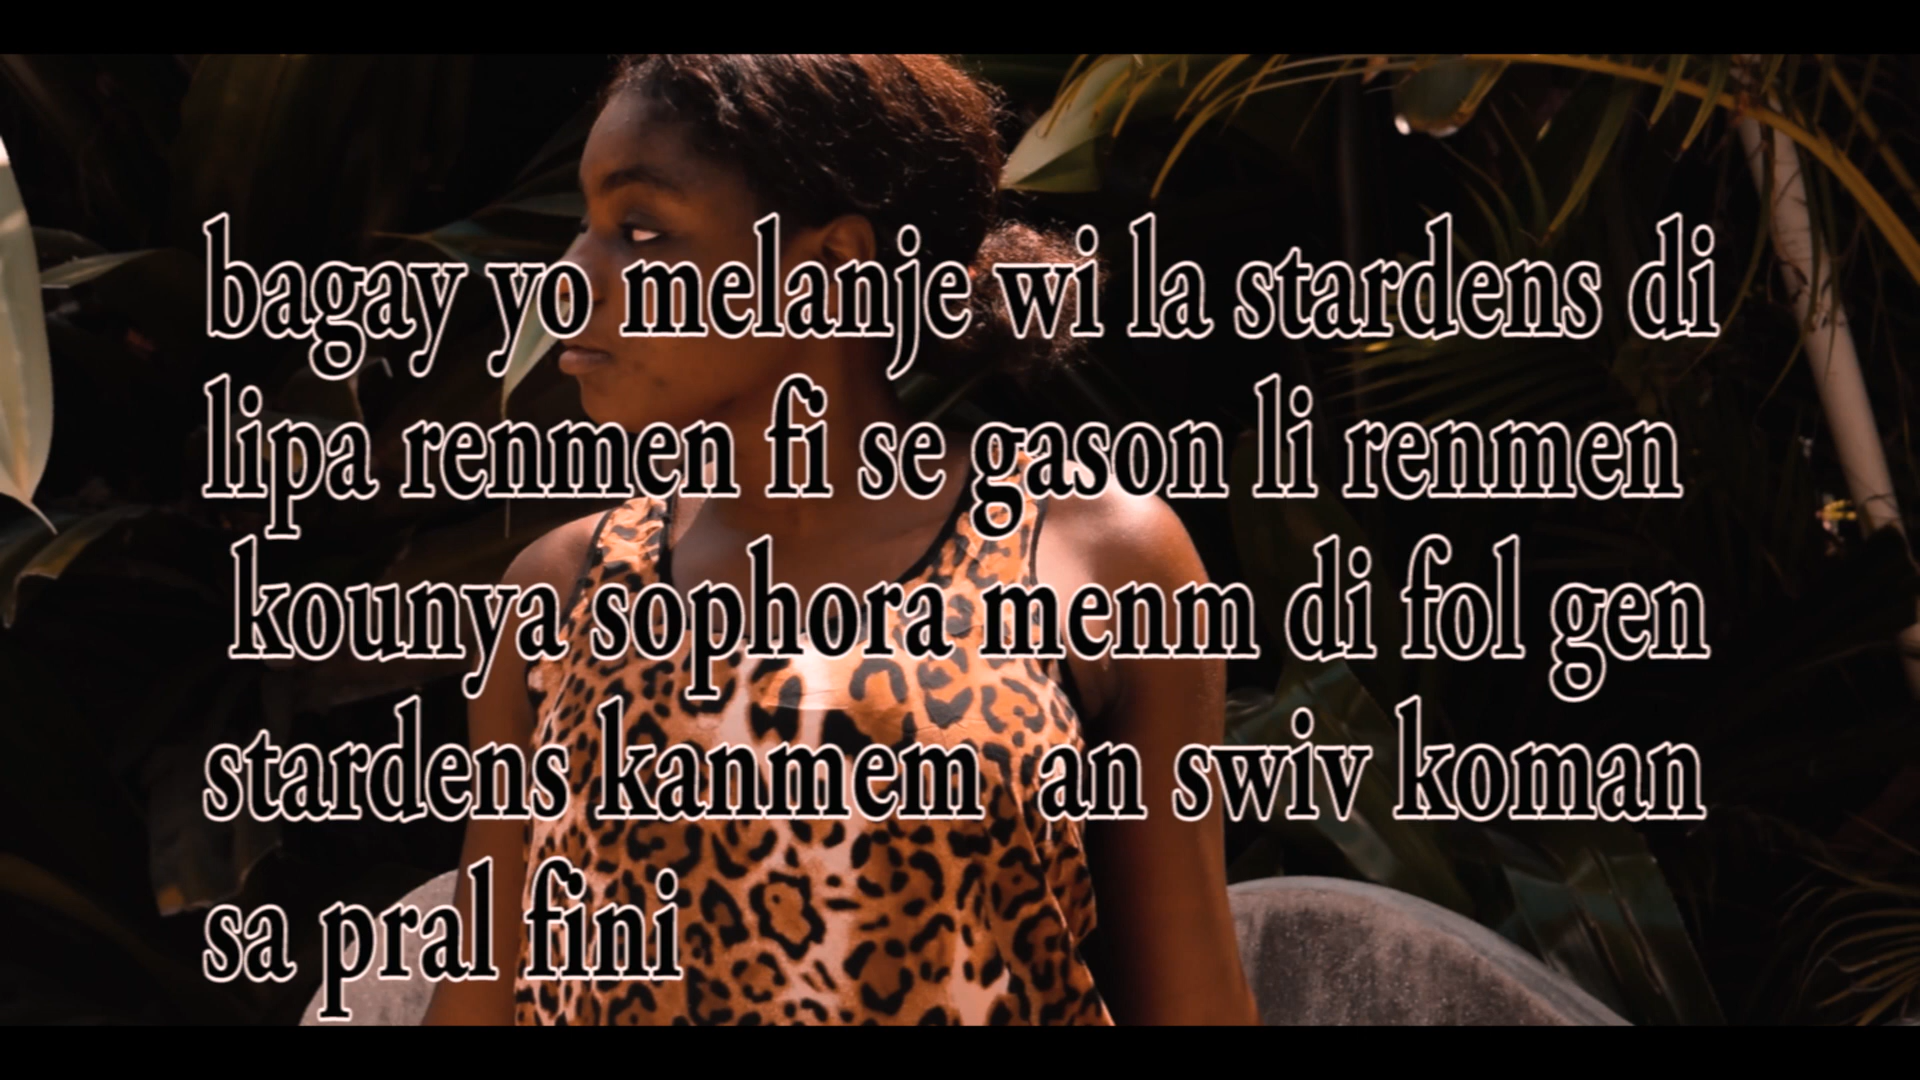 bagay yo melanje wi la stardens di
lipa renmen fi se gason li renmen
kounya sophora menm di fol gen
stardens kanmem an swiv koman
sa pral fini